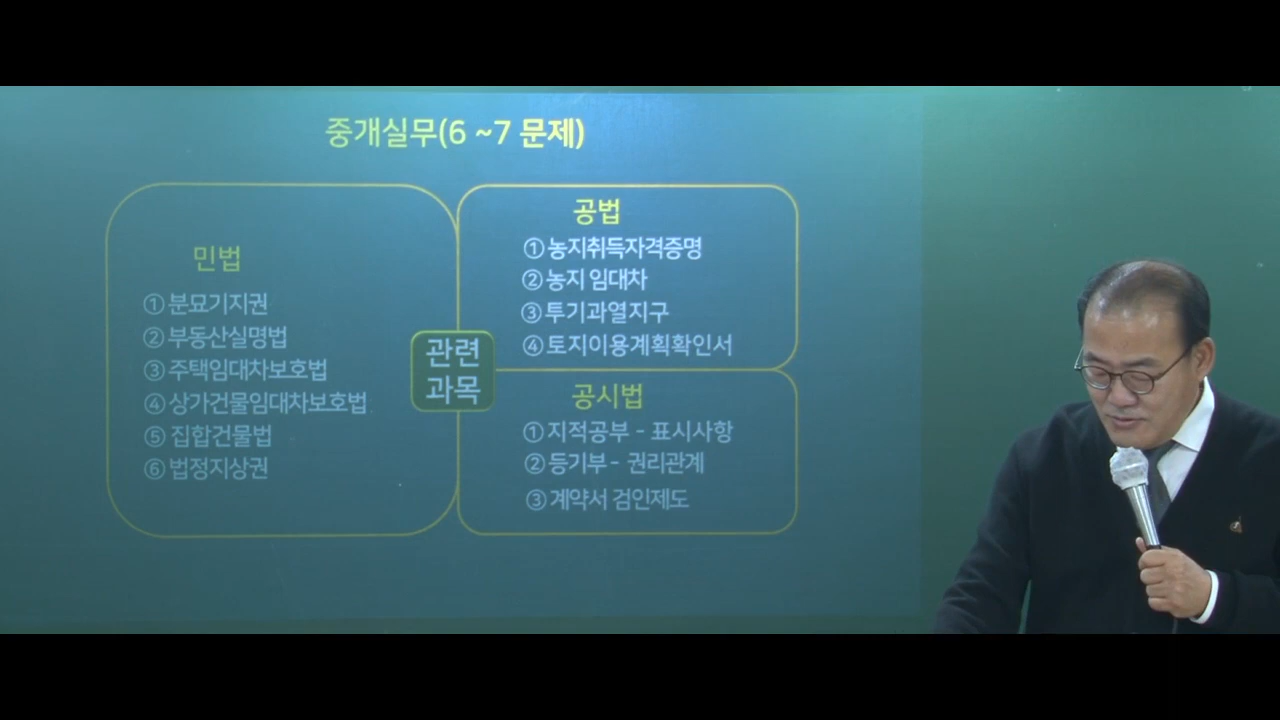 중개실무(6 ~7 문제)
민법
① 분묘기지권
② 부동산실명법
③ 주택임대차보호법
④ 상가건물임대차보호법
⑤ 집합건물법
⑥ 법정지상권
관련
과목
공법
① 농지취득자격증명
② 농지 임대차
③ 투기과열지구
④ 토지이용계획확인서
공시법
① 지적공부 - 표시사항
② 등기부 - 권리관계
③ 계약서 검인제도